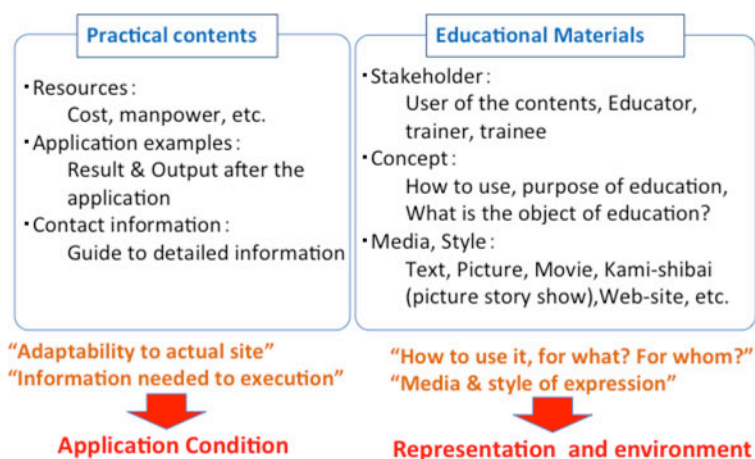 Practical contents
・Resources:
Cost, manpower, etc.
・Application examples:
Result & Output after the
application
・Contact information:
Guide to detailed information
"Adaptability to actual site"
"Information needed to execution"
Application Condition
Educational Materials
・Stakeholder:
User of the contents, Educator,
trainer, trainee
・Concept:
How to use, purpose of education,
What is the object of education?
・Media, Style:
Text, Picture, Movie, Kami-shibai
(picture story show),Web-site, etc.
"How to use it, for what? For whom?"
"Media & style of expression"
Representation and environment